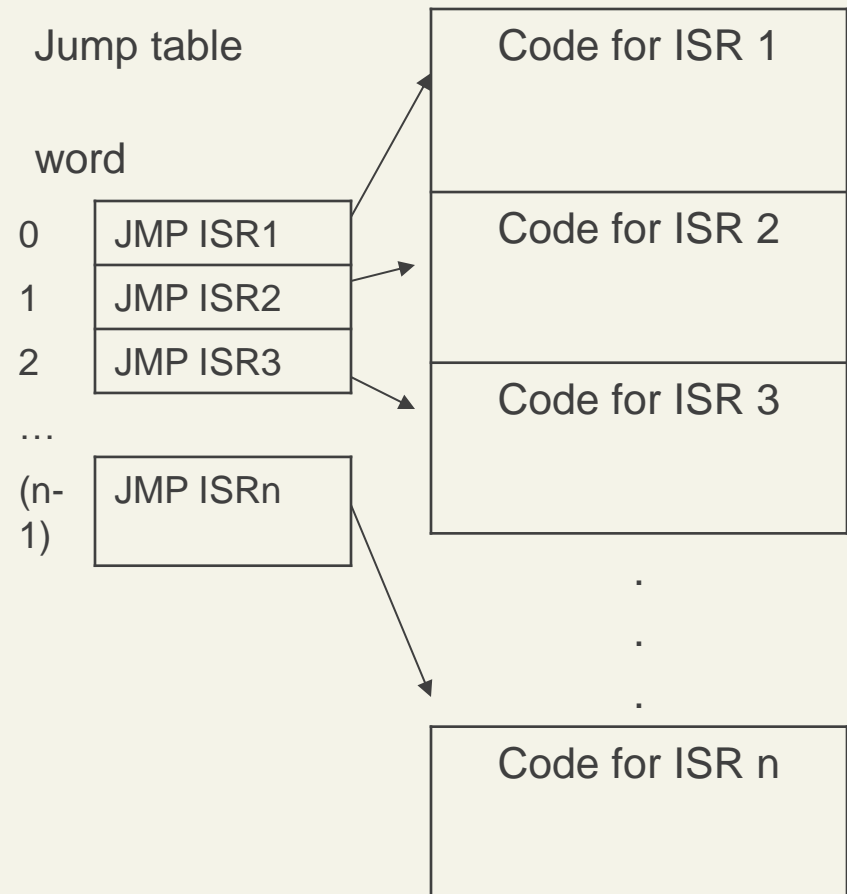 Jump table
word
0 JMP ISR1
1 JMP ISR2
2 JMP ISR3
…
(n- JMP ISRn
1)
Code for ISR 1
Code for ISR 2
Code for ISR 3
.
.
.
Code for ISR n